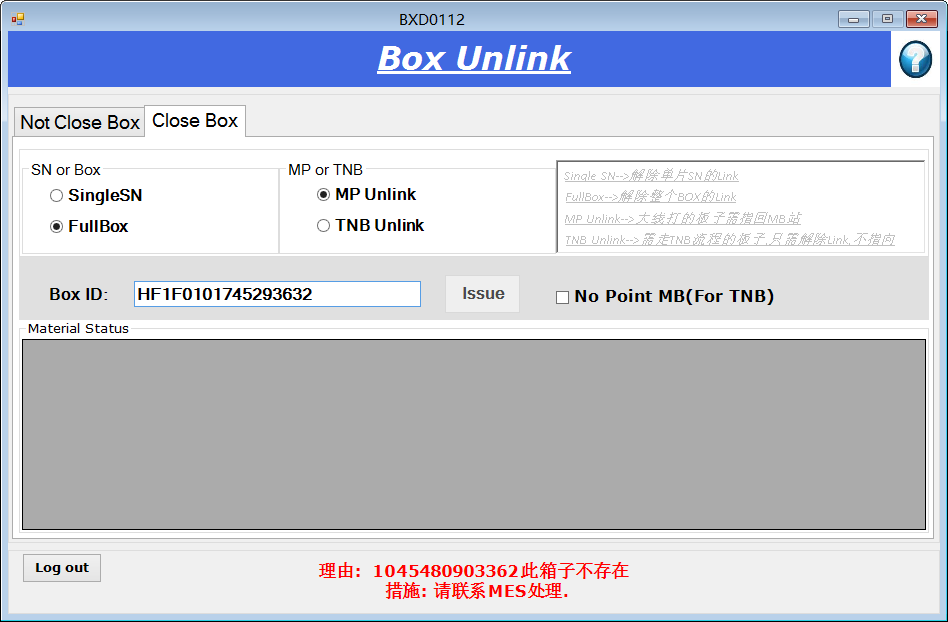 BXD0112
Box Unlink
?
Not Close Box
Close Box
SN or Box
SingleSN
FullBox
MP or TNB
MP Unlink
TNB Unlink
Single SN-->解除单片SN的Link
FullBox-->解除整个BOX的Link
MP Unlink-->大线打的板子需指回MB站
TNB Unlink-->需走TNB流程的板子,只需解除Link,不指向
Box ID:
HF1F0101745293632
Issue
No Point MB(For TNB)
Material Status
Log out
理由: 1045480903362此箱子不存在
措施: 请联系MES处理.